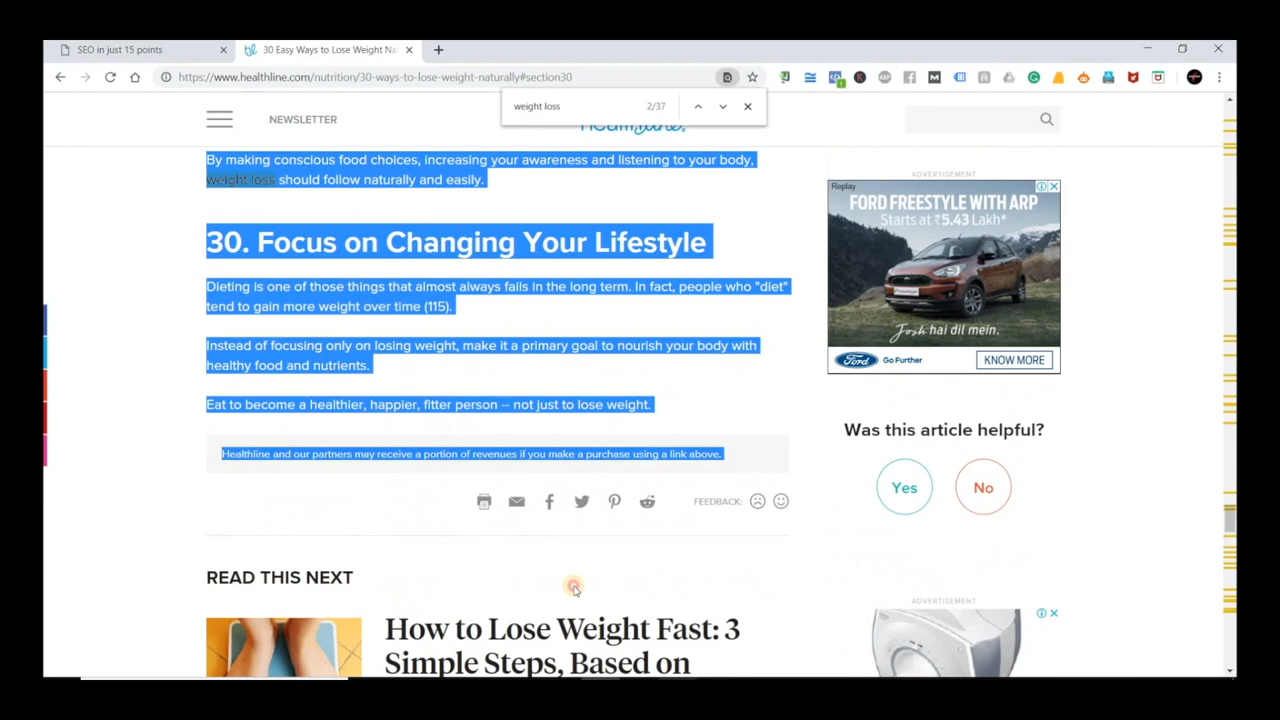 SEO in just 15 points
30 Easy Ways to Lose Weight Na
https://www.healthline.com/nutrition/30-ways-to-lose-weight-naturally#section30
weight loss 2/37
NEWSLETTER
By making conscious food choices, increasing your awareness and listening to your body,
weight loss should follow naturally and easily.
30. Focus on Changing Your Lifestyle
Dieting is one of those things that almost always fails in the long term. In fact, people who "diet"
tend to gain more weight over time (115).
Instead of focusing only on losing weight, make it a primary goal to nourish your body with
healthy food and nutrients.
Eat to become a healthier, happier, fitter person -- not just to lose weight.
Healthline and our partners may receive a portion of revenues if you make a purchase using a link above.
FEEDBACK:
READ THIS NEXT
How to Lose Weight Fast: 3
Simple Steps, Based on
ADVERTISEMENT
Replay
FORD FREESTYLE WITH ARP
Starts at ₹5.43 Lakh*
Josh hai dil mein.
Ford Go Further KNOW MORE
Was this article helpful?
Yes No
ADVERTISEMENT